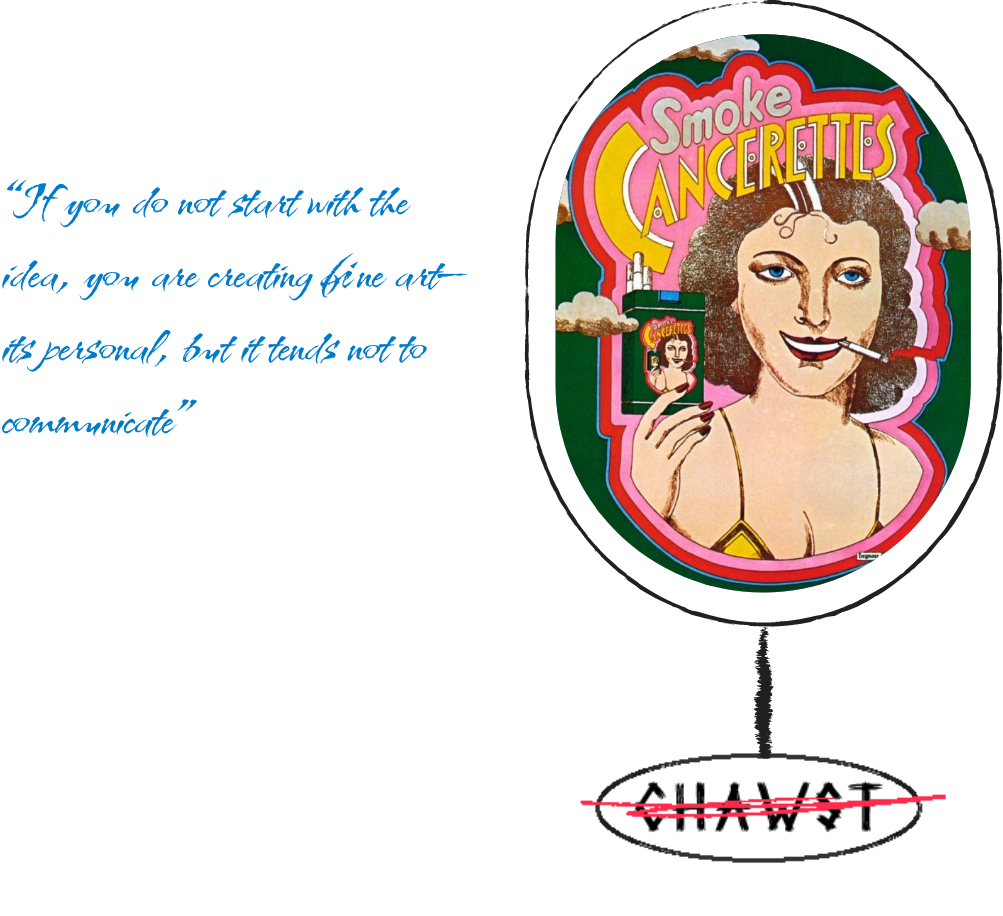 “If you do not start with the
idea, you are creating fine art
its personal, but it tends not to
communicate”
Smoke
CANCERETTES
Smoke
CANCERETTES
Seymour
CHAWST